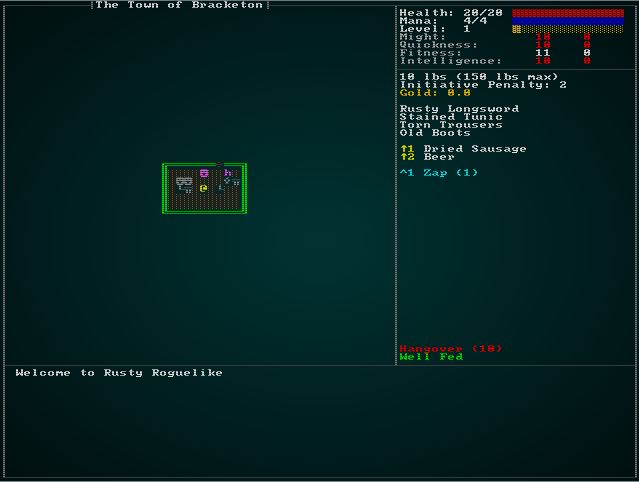 The Town of Bracketon
Health: 20/20
Mana: 4/4
Level: 1
Might: 10 0
Quickness: 10 0
Fitness: 11 0
Intelligence: 10 0
10 lbs (150 lbs max)
Initiative Penalty: 2
Gold: 0.0
Rusty Longsword
Stained Tunic
Torn Trousers
Old Boots
↑1 Dried Sausage
↑2 Beer
^1 Zap (1)
h
@
Hangover (18)
Well Fed
Welcome to Rusty Roguelike